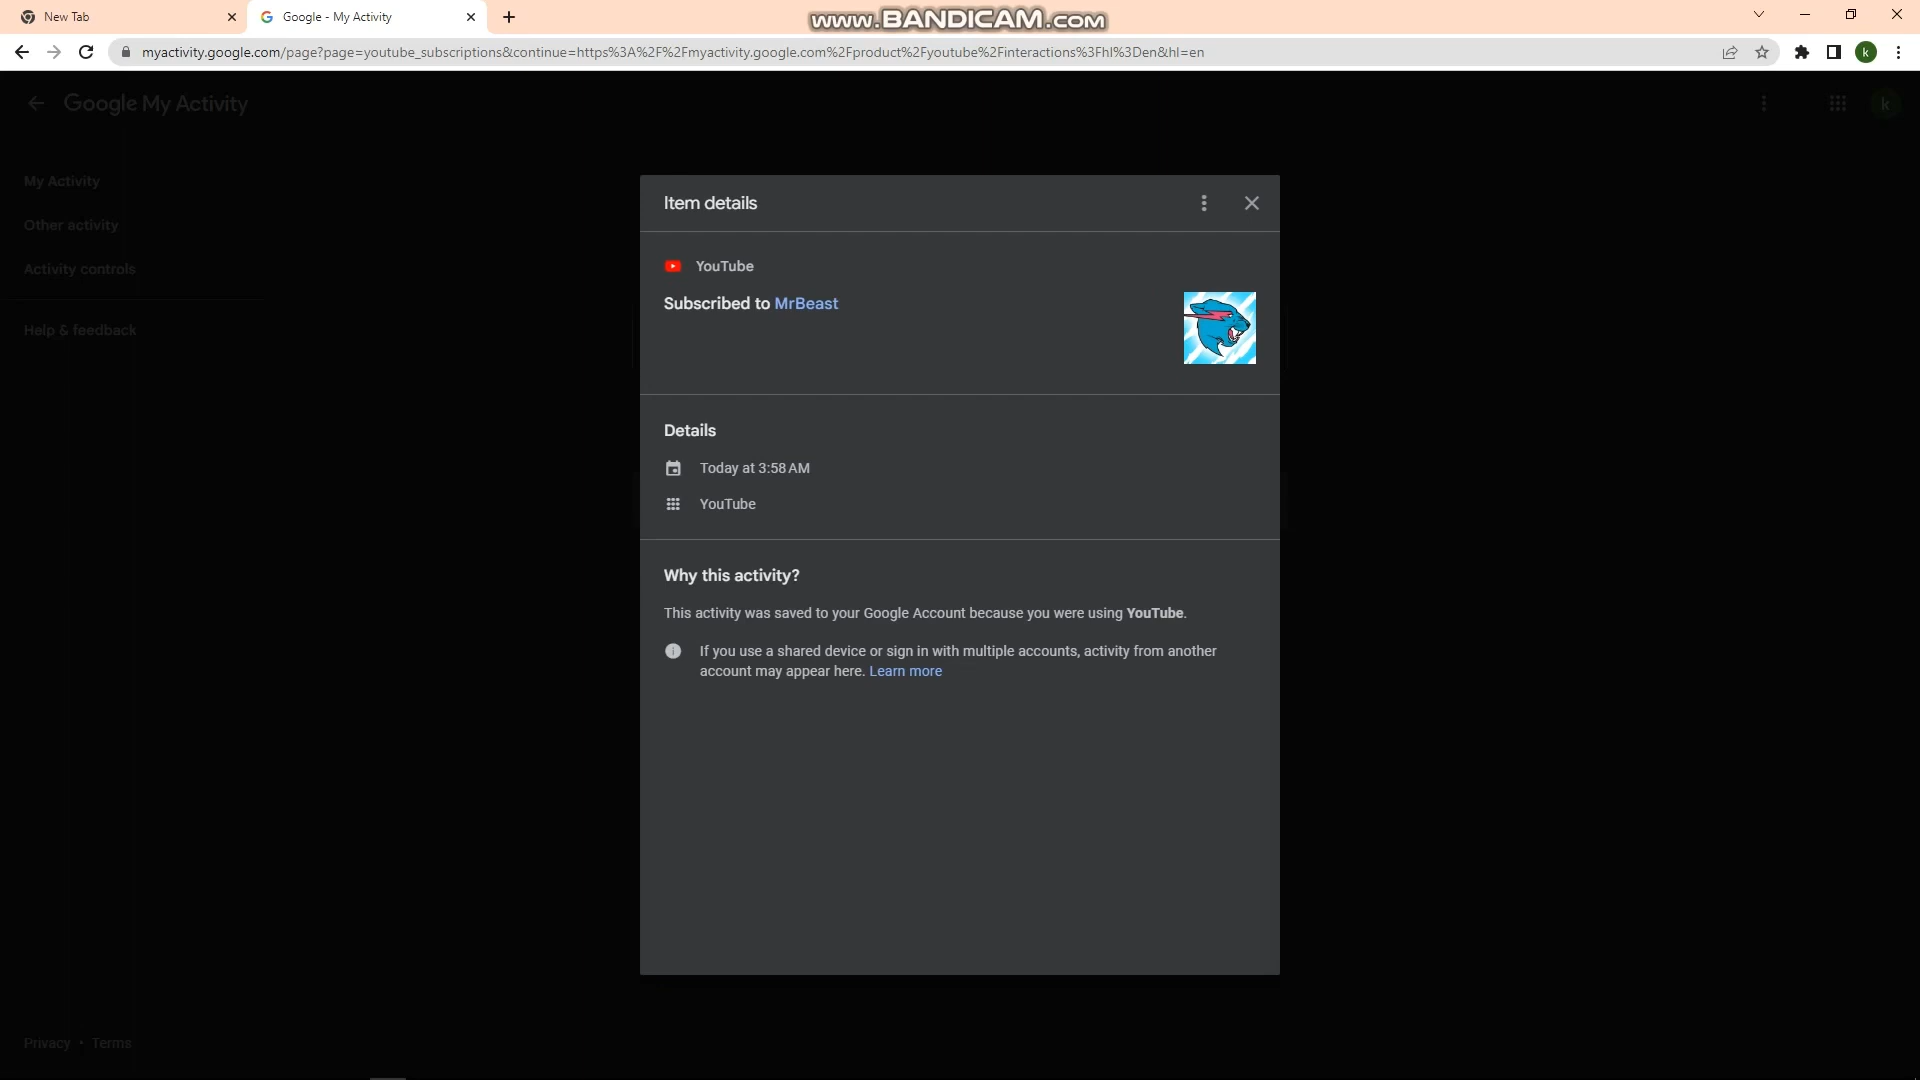 New Tab
Google - My Activity
www.BANDICAM.com
myactivity.google.com/page?page=youtube_subscriptions&continue=https%3A%2F%2Fmyactivity.google.com%2Fproduct%2Fyoutube%2Finteractions%3Fhl%3Den&hl=en
k
Google My Activity
k
My Activity
Other activity
Activity controls
Help & feedback
Item details
YouTube
Subscribed to MrBeast
Details
Today at 3:58 AM
YouTube
Why this activity?
This activity was saved to your Google Account because you were using YouTube.
If you use a shared device or sign in with multiple accounts, activity from another
account may appear here. Learn more
Privacy • Terms